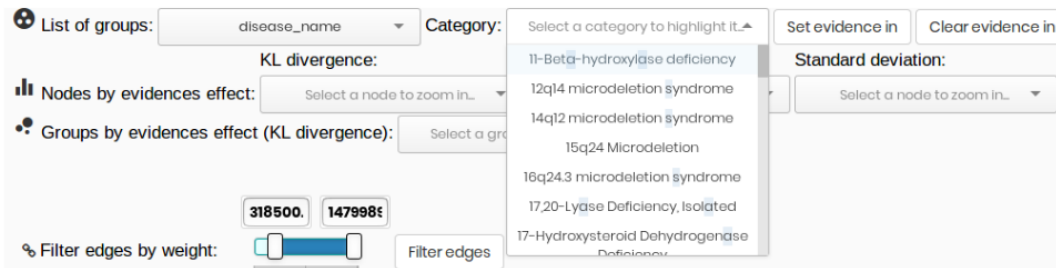 List of groups: disease_name Category: Select a category to highlight it... Set evidence in Clear evidence in
KL divergence: Standard deviation:
Nodes by evidences effect: Select a node to zoom in... Select a node to zoom in...
Groups by evidences effect (KL divergence): Select a gro
11-Beta-hydroxylase deficiency
12q14 microdeletion syndrome
14q12 microdeletion syndrome
15q24 Microdeletion
16q24.3 microdeletion syndrome
17,20-Lyase Deficiency, Isolated
17-Hydroxysteroid Dehydrogenase
Deficiency
318500. 147998
Filter edges by weight: Filter edges